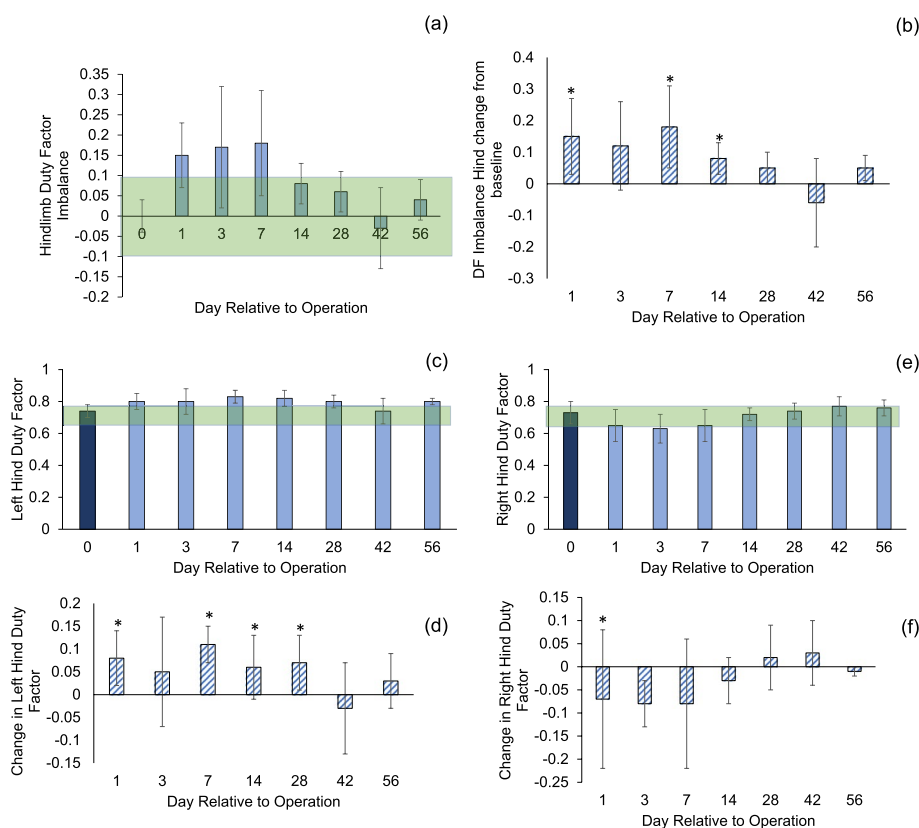 (a)
0.35
0.3
0.25
0.2
0.15
0.1
0.05
0
-0.05
-0.1
-0.15
-0.2
Hindlimb Duty Factor
Imbalance
0 1 3 7 14 28 42 56
Day Relative to Operation
(b)
0.4
0.3
0.2
0.1
0
-0.1
-0.2
-0.3
DF Imbalance Hind change from
baseline
* * *
1 3 7 14 28 42 56
Day Relative to Operation
(c)
1
0.8
0.6
0.4
0.2
0
Left Hind Duty Factor
0 1 3 7 14 28 42 56
Day Relative to Operation
(e)
1
0.8
0.6
0.4
0.2
0
Right Hind Duty Factor
0 1 3 7 14 28 42 56
Day Relative to Operation
(d)
0.2
0.15
0.1
0.05
0
-0.05
-0.1
-0.15
Change in Left Hind Duty
Factor
* * * *
1 3 7 14 28 42 56
Day Relative to Operation
(f)
0.15
0.1
0.05
0
-0.05
-0.1
-0.15
-0.2
-0.25
Change in Right Hind Duty
Factor
*
1 3 7 14 28 42 56
Day Relative to Operation